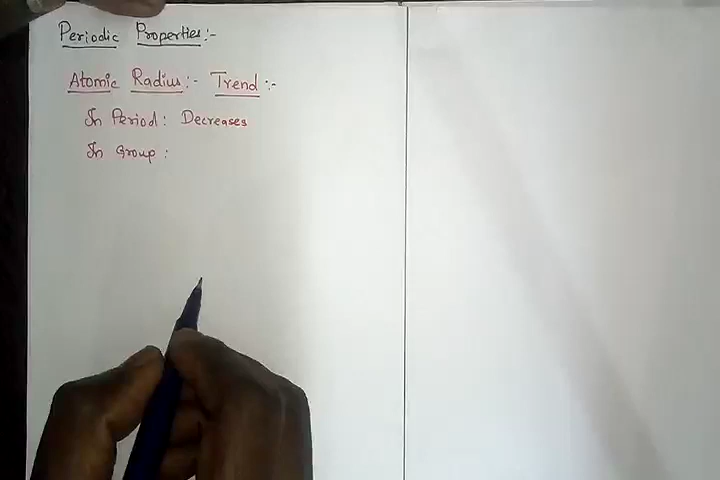 Periodic Properties:-
Atomic Radius:- Trend:-
In Period: Decreases
In Group: